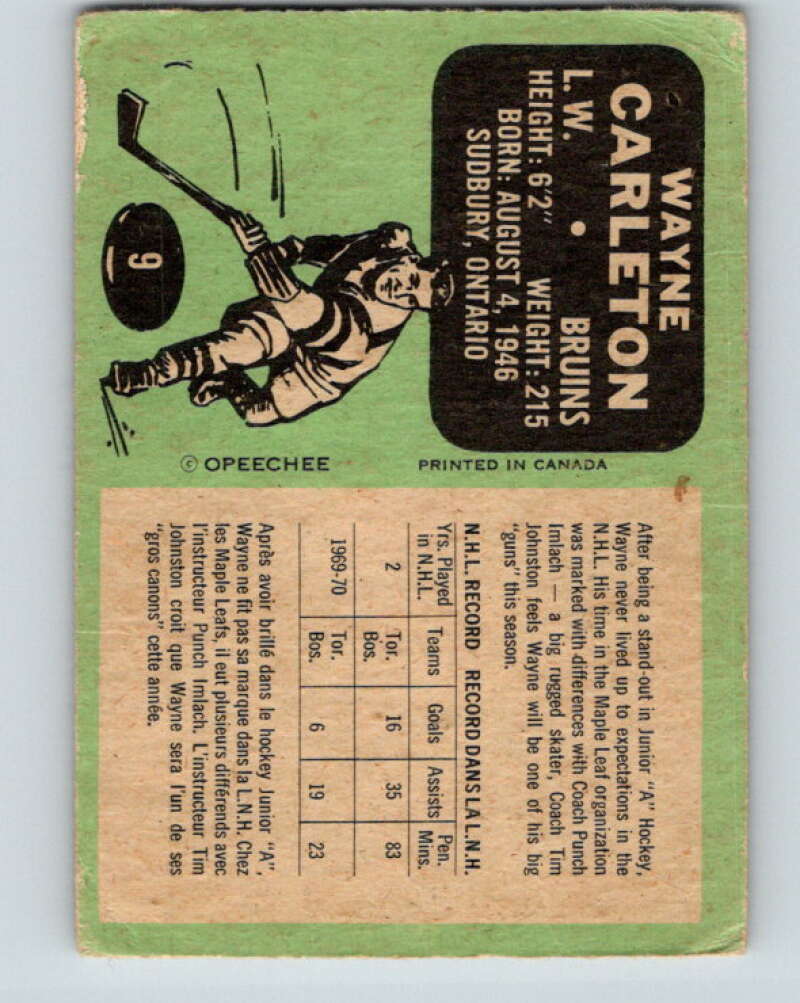 WAYNE
CARLETON
L.W. • BRUINS
HEIGHT: 6'2" WEIGHT: 215
BORN: AUGUST 4, 1946
SUDBURY, ONTARIO
9
© OPEECHEE
PRINTED IN CANADA
After being a stand-out in Junior "A" Hockey,
Wayne never lived up to expectations in the
N.H.L. His time in the Maple Leaf organization
was marked with differences with Coach Punch
Imlach — a big rugged skater, Coach Tim
Johnston feels Wayne will be one of his big
"guns" this season.
N.H.L. RECORD RECORD DANS LA L.N.H.
Yrs. Played in N.H.L. Teams Goals Assists Pen. Mins.
2 Tor. Bos. 16 35 83
1969-70 Tor. Bos. 6 19 23
Après avoir brillé dans le hockey Junior "A",
Wayne ne fit pas sa marque dans la L.N.H. Chez
les Maple Leafs, il eut plusieurs différends avec
l'instructeur Punch Imlach. L'instructeur Tim
Johnston croit que Wayne sera l'un de ses
"gros canons" cette année.